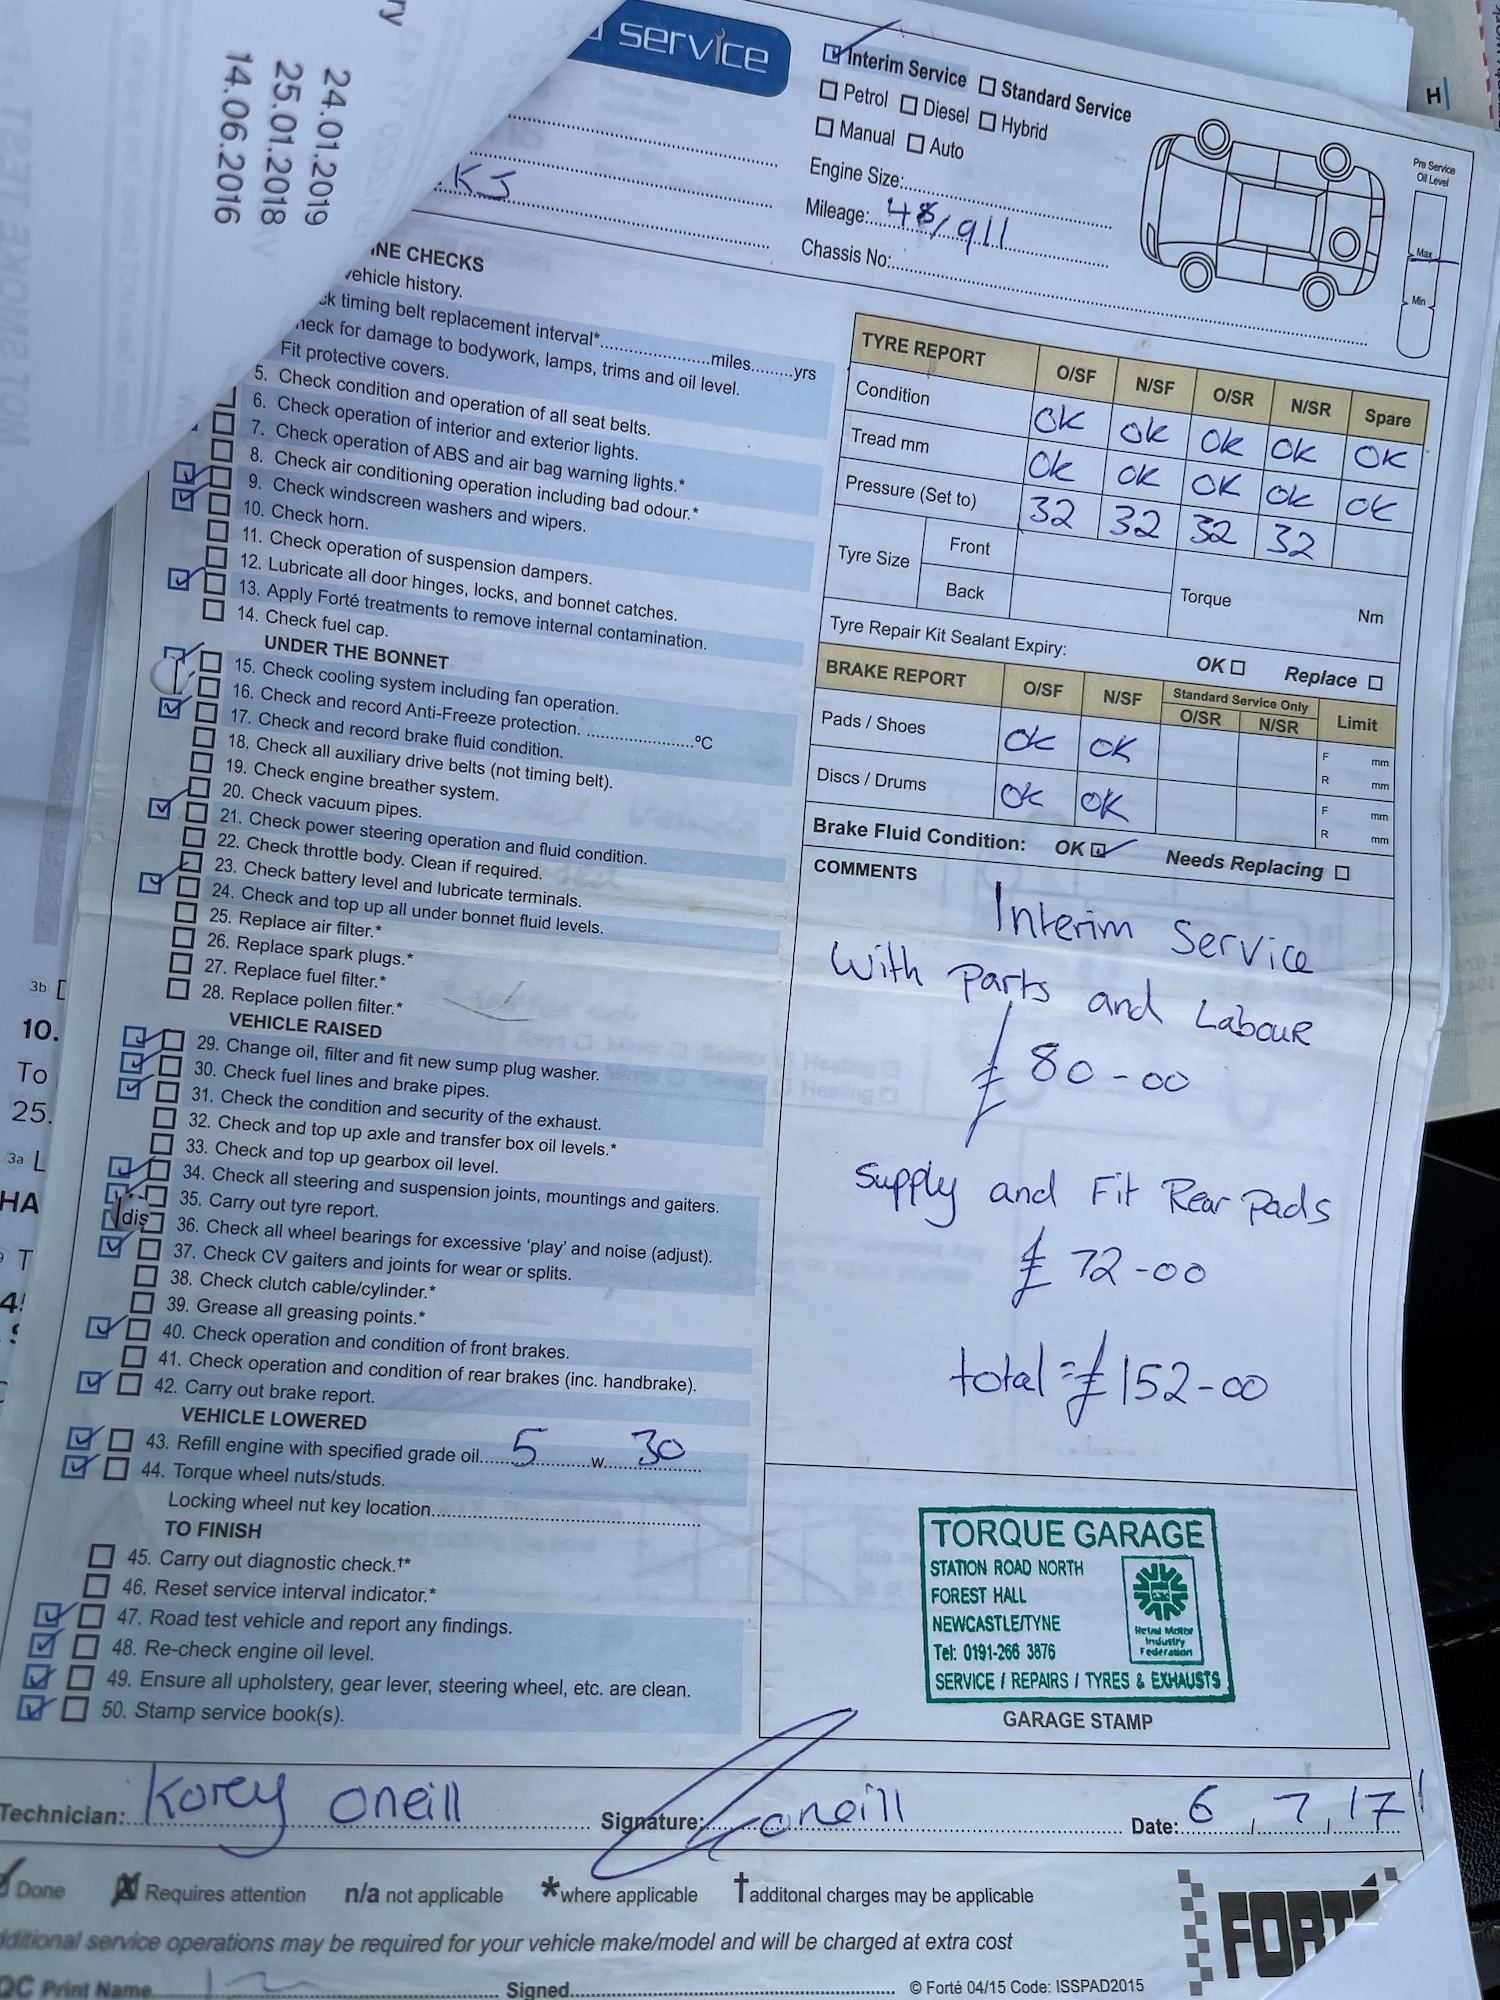 ry
24.01.2019
25.01.2018
14.06.2016
NOT SMOKE TEST
service
Interim Service Standard Service
Petrol Diesel Hybrid
Manual Auto
Engine Size:
Mileage: 48/911
Chassis No:
KJ
Pre Service
Oil Level
Max
Min
H
INE CHECKS
vehicle history.
ck timing belt replacement interval*..........miles.........yrs
heck for damage to bodywork, lamps, trims and oil level.
Fit protective covers.
5. Check condition and operation of all seat belts.
6. Check operation of interior and exterior lights.
7. Check operation of ABS and air bag warning lights.*
8. Check air conditioning operation including bad odour.*
9. Check windscreen washers and wipers.
10. Check horn.
11. Check operation of suspension dampers.
12. Lubricate all door hinges, locks, and bonnet catches.
13. Apply Forté treatments to remove internal contamination.
14. Check fuel cap.
UNDER THE BONNET
15. Check cooling system including fan operation.
16. Check and record Anti-Freeze protection. ..........ºC
17. Check and record brake fluid condition.
18. Check all auxiliary drive belts (not timing belt).
19. Check engine breather system.
20. Check vacuum pipes.
21. Check power steering operation and fluid condition.
22. Check throttle body. Clean if required.
23. Check battery level and lubricate terminals.
24. Check and top up all under bonnet fluid levels.
25. Replace air filter.*
26. Replace spark plugs.*
27. Replace fuel filter.*
28. Replace pollen filter.*
VEHICLE RAISED
29. Change oil, filter and fit new sump plug washer.
30. Check fuel lines and brake pipes.
31. Check the condition and security of the exhaust.
32. Check and top up axle and transfer box oil levels.*
33. Check and top up gearbox oil level.
34. Check all steering and suspension joints, mountings and gaiters.
35. Carry out tyre report.
36. Check all wheel bearings for excessive 'play' and noise (adjust).
37. Check CV gaiters and joints for wear or splits.
38. Check clutch cable/cylinder.*
39. Grease all greasing points.*
40. Check operation and condition of front brakes.
41. Check operation and condition of rear brakes (inc. handbrake).
42. Carry out brake report.
VEHICLE LOWERED
43. Refill engine with specified grade oil.....5.....w.....30
44. Torque wheel nuts/studs.
Locking wheel nut key location
TO FINISH
45. Carry out diagnostic check.†*
46. Reset service interval indicator.*
47. Road test vehicle and report any findings.
48. Re-check engine oil level.
49. Ensure all upholstery, gear lever, steering wheel, etc. are clean.
50. Stamp service book(s).
dis
3b
10.
To
25.
3a L
HA
TYRE REPORT O/SF N/SF O/SR N/SR Spare
Condition OK OK OK OK OK
Tread mm OK OK OK OK OK
Pressure (Set to) 32 32 32 32
Tyre Size Front Torque Nm
Back
Tyre Repair Kit Sealant Expiry: OK Replace
BRAKE REPORT O/SF N/SF Standard Service Only Limit
O/SR N/SR
Pads / Shoes OK OK F mm
R mm
Discs / Drums OK OK F mm
R mm
Brake Fluid Condition: OK Needs Replacing
COMMENTS
Interim Service
With Parts and Labour
£80-00
Supply and Fit Rear Pads
£72-00
total = £152-00
TORQUE GARAGE
STATION ROAD NORTH
FOREST HALL
NEWCASTLE/TYNE
Tel: 0191-266 3876
Retail Motor
Industry
Federation
SERVICE / REPAIRS / TYRES & EXHAUSTS
GARAGE STAMP
Technician: Korey Oneill Signature: oneill Date: 6/7/17
Done Requires attention n/a not applicable *where applicable †additonal charges may be applicable
dditional service operations may be required for your vehicle make/model and will be charged at extra cost
QC Print Name Signed © Forté 04/15 Code: ISSPAD2015
FORTÉ